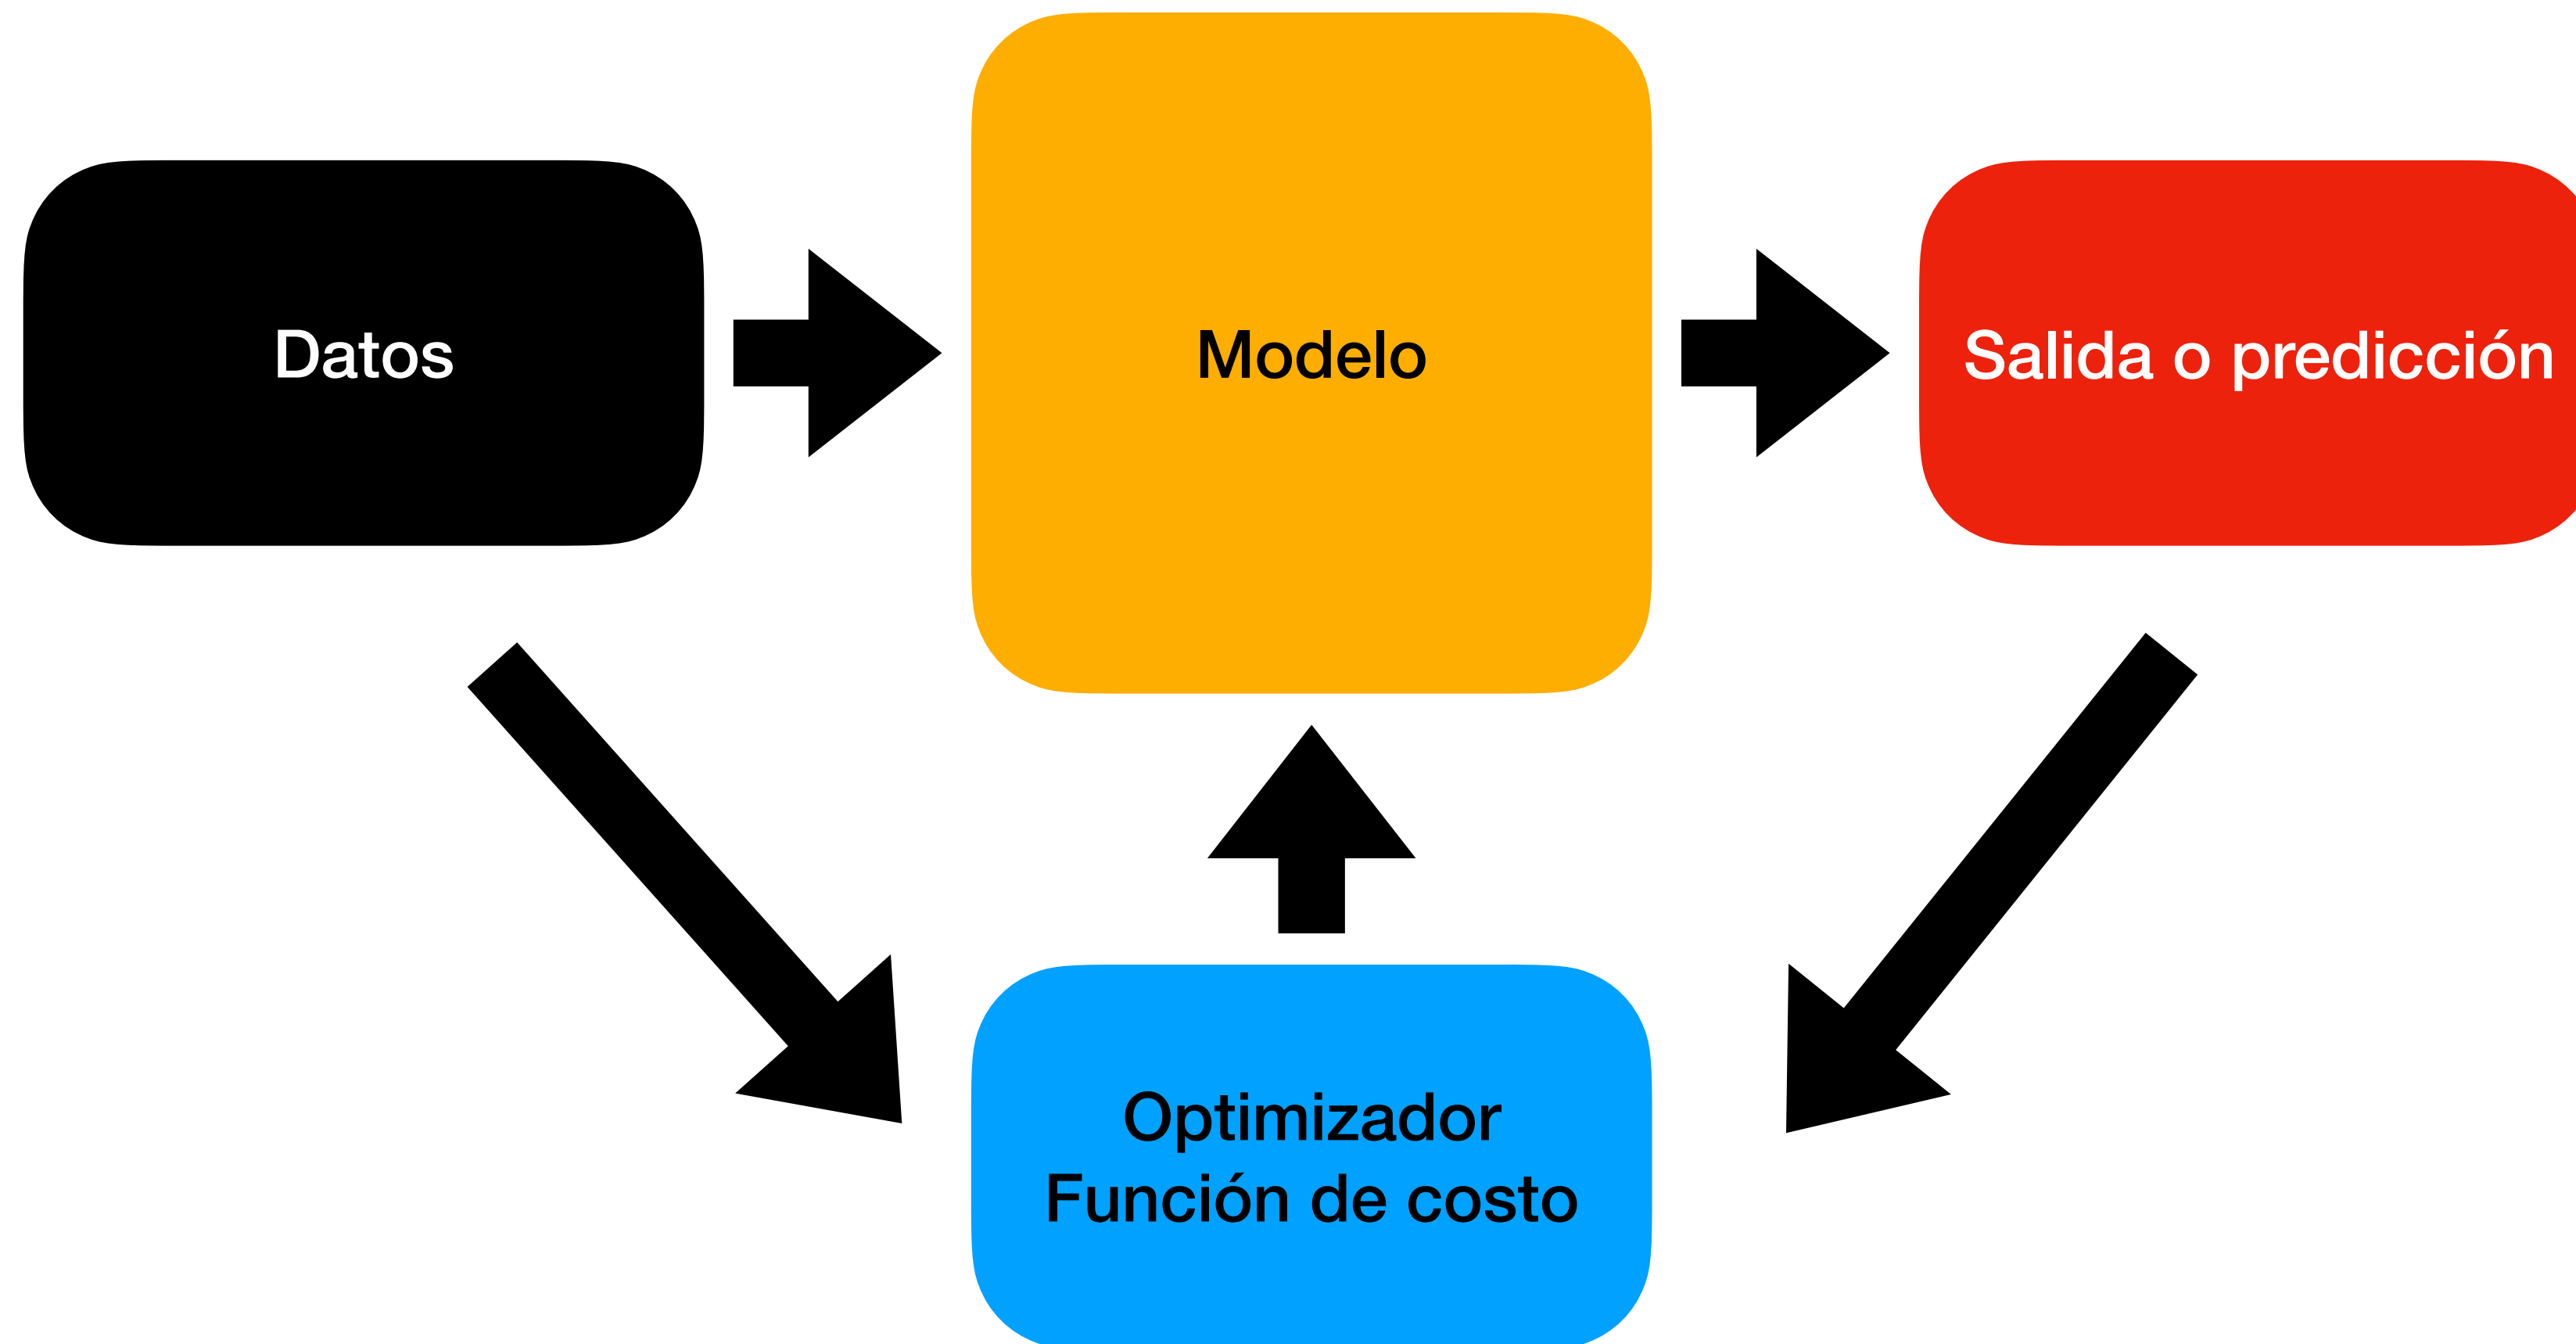 Datos
Modelo
Salida o predicción
Optimizador
Función de costo